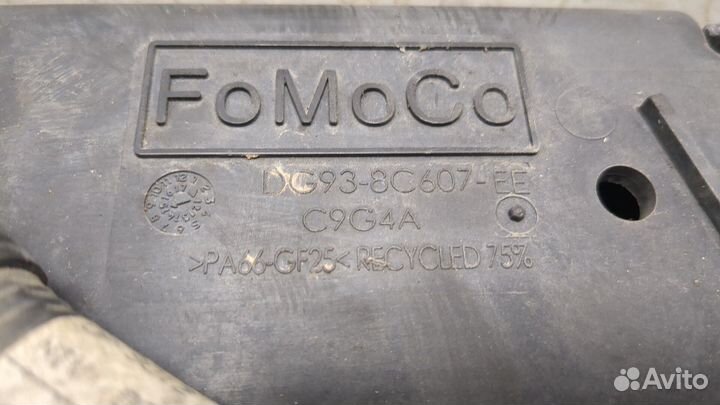 FoMoCo
DG93-8C607-EE
C9G4A
>PA66-GF25< RECYCLED 75%
Avito